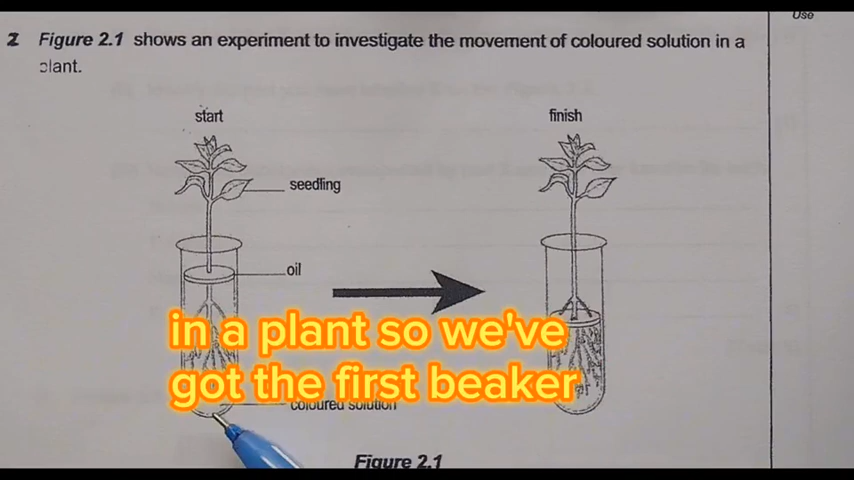 Use
2 Figure 2.1 shows an experiment to investigate the movement of coloured solution in a
plant.
start
finish
seedling
oil
in a plant so we've
got the first beaker
coloured solution
Figure 2.1